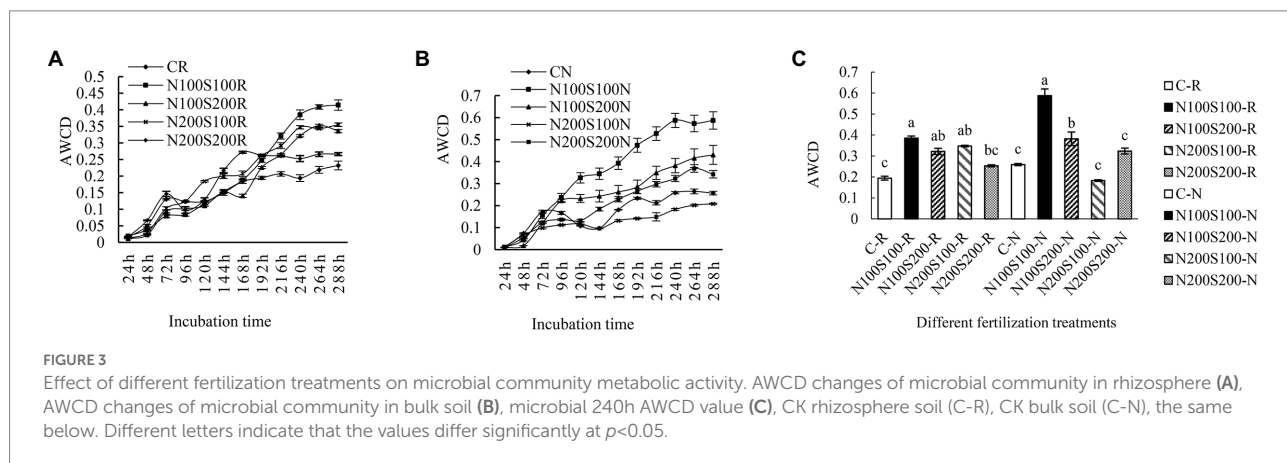 A
CR
N100S100R
N100S200R
N200S100R
N200S200R
0.5
0.45
0.4
0.35
0.3
0.25
0.2
0.15
0.1
0.05
0
AWCD
24h
48h
72h
96h
120h
144h
168h
192h
216h
240h
264h
288h
Incubation time
B
CN
N100S100N
N100S200N
N200S100N
N200S200N
0.7
0.6
0.5
0.4
0.3
0.2
0.1
0
AWCD
24h
48h
72h
96h
120h
144h
168h
192h
216h
240h
264h
288h
Incubation time
C
0.7
0.6
0.5
0.4
0.3
0.2
0.1
0.0
AWCD
c
a
ab
ab
bc
c
a
b
c
c
C-R
N100S100-R
N100S200-R
N200S100-R
N200S200-R
C-N
N100S100-N
N100S200-N
N200S100-N
N200S200-N
Different fertilization treatments
C-R
N100S100-R
N100S200-R
N200S100-R
N200S200-R
C-N
N100S100-N
N100S200-N
N200S100-N
N200S200-N
FIGURE 3
Effect of different fertilization treatments on microbial community metabolic activity. AWCD changes of microbial community in rhizosphere (A),
AWCD changes of microbial community in bulk soil (B), microbial 240h AWCD value (C), CK rhizosphere soil (C-R), CK bulk soil (C-N), the same
below. Different letters indicate that the values differ significantly at p<0.05.